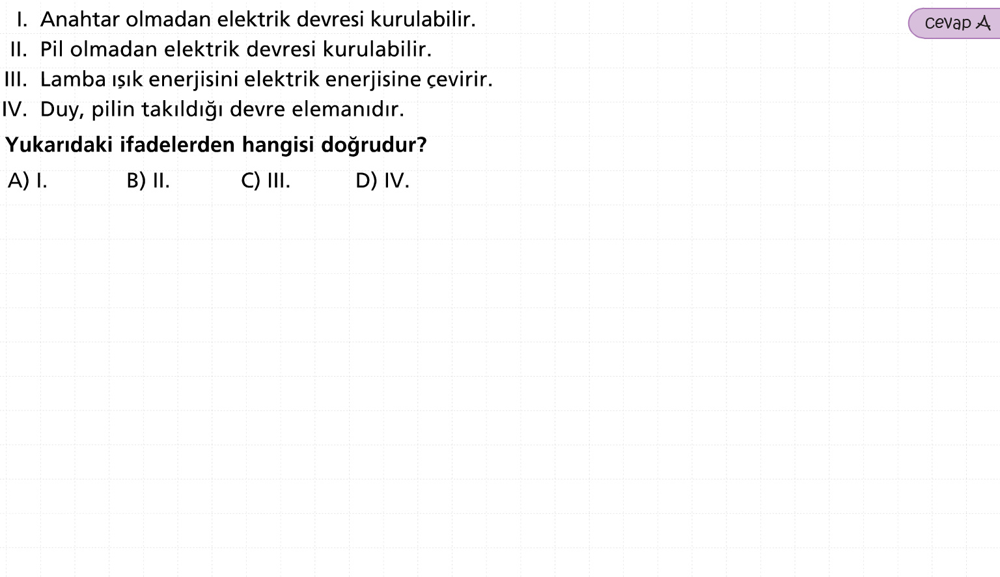 I. Anahtar olmadan elektrik devresi kurulabilir.
II. Pil olmadan elektrik devresi kurulabilir.
III. Lamba ışık enerjisini elektrik enerjisine çevirir.
IV. Duy, pilin takıldığı devre elemanıdır.
Yukarıdaki ifadelerden hangisi doğrudur?
A) I. B) II. C) III. D) IV.
Cevap A